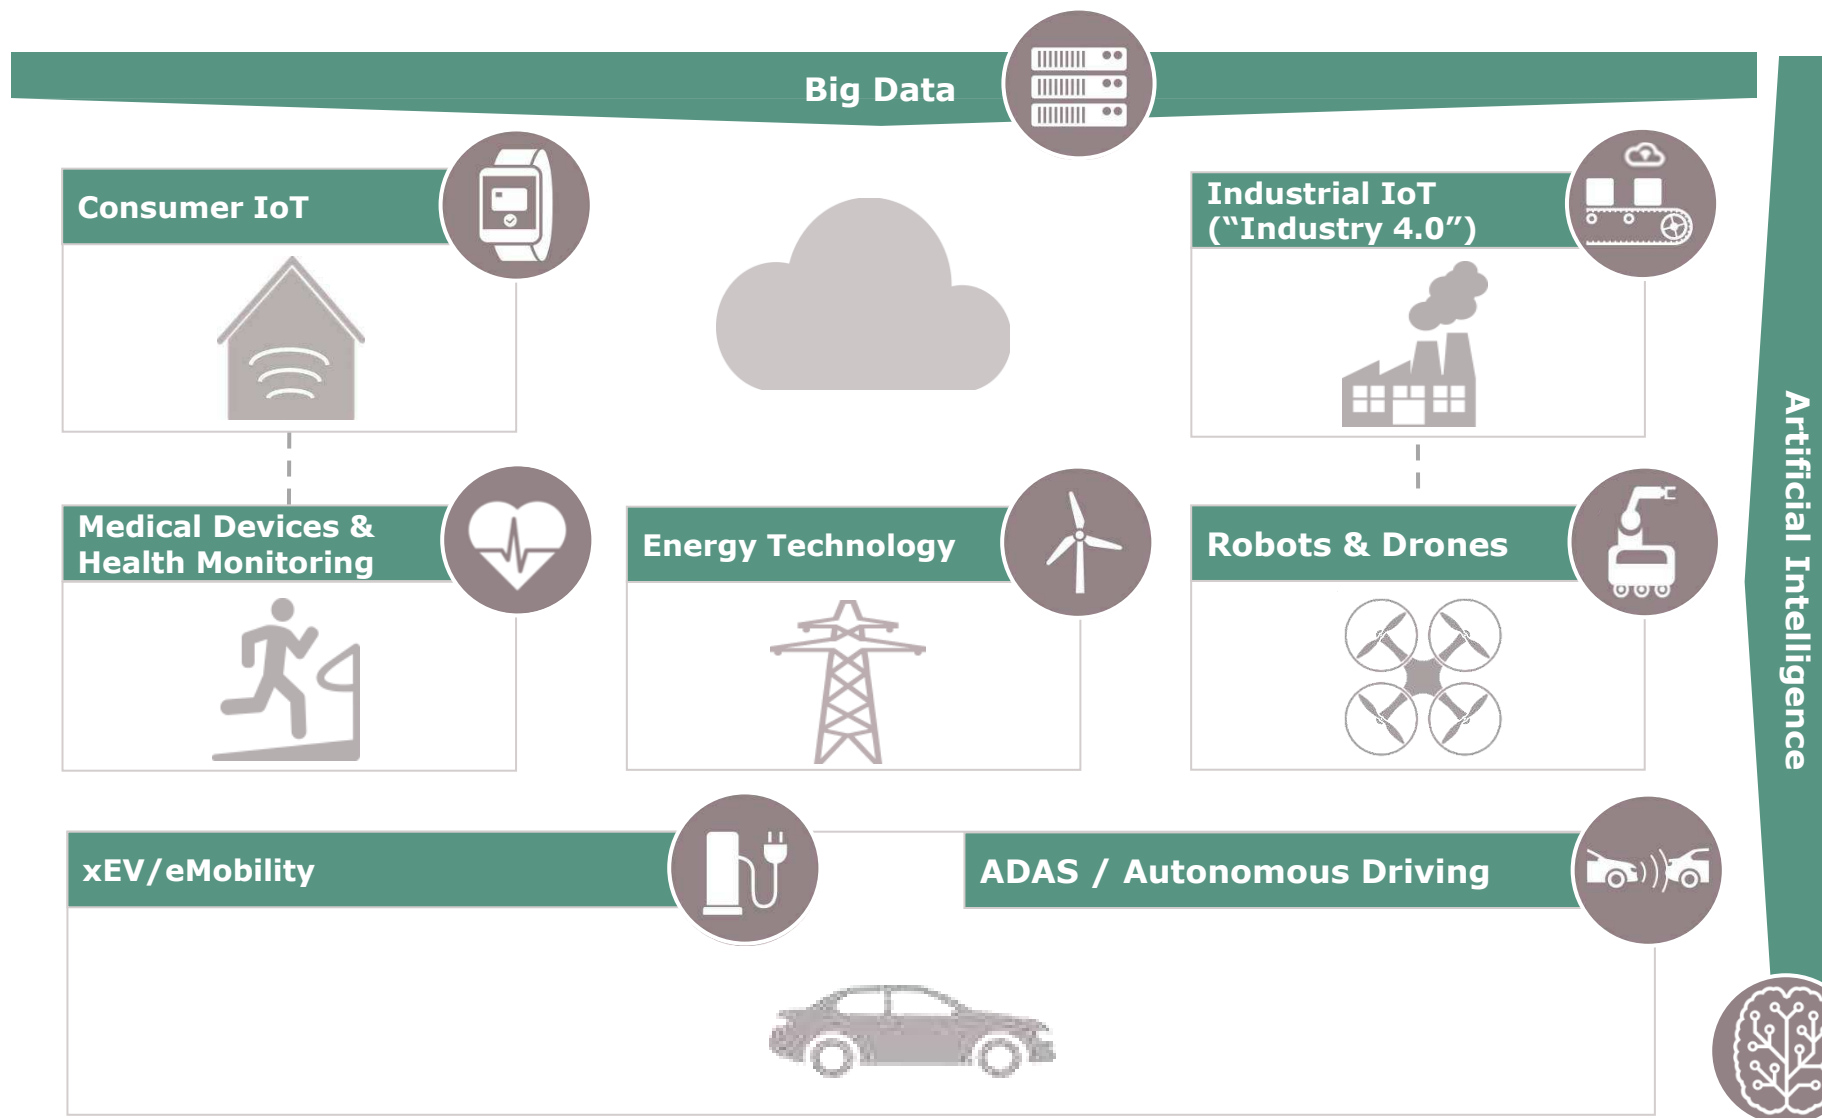 Big Data
Consumer IoT
Industrial IoT
(“Industry 4.0”)
Medical Devices &
Health Monitoring
Energy Technology
Robots & Drones
xEV/eMobility
ADAS / Autonomous Driving
Artificial Intelligence